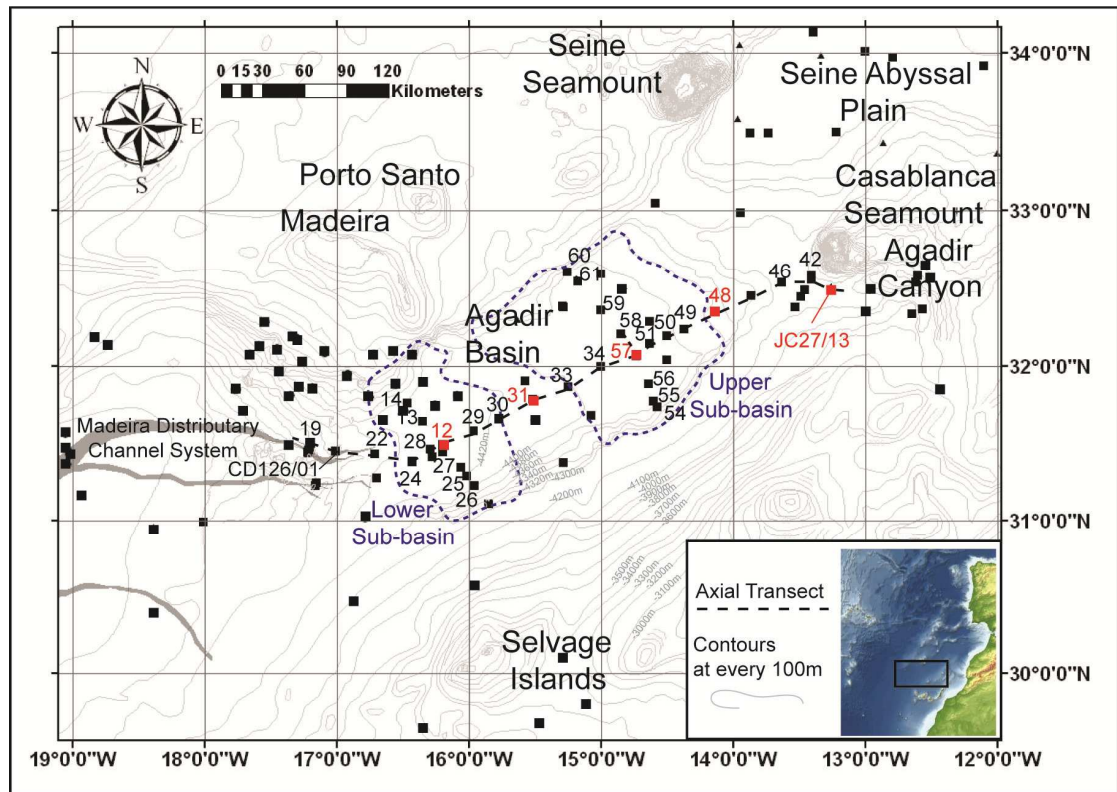 Seine
Seamount
34°0'0"N
0 15 30 60 90 120
Kilometers
Seine Abyssal
Plain
N
W E
S
Porto Santo
Madeira
Casablanca
Seamount
33°0'0"N
Agadir
Canyon
60
61
42
46
48
59
49
JC27/13
Agadir
Basin
58
50
51
57
34
32°0'0"N
33
56
55
54
Upper
Sub-basin
31
30
14
13
29
12
19
22
28
Madeira Distributary
Channel System
CD126/01
24
27
25
26
-4420m
-4340m
-4320m
-4300m
-4200m
-4100m
-4000m
-3900m
-3800m
-3700m
-3600m
Lower
Sub-basin
31°0'0"N
-3500m
-3400m
-3300m
-3200m
-3100m
-3000m
Axial Transect
Contours
at every 100m
Selvage
Islands
30°0'0"N
19°0'0"W 18°0'0"W 17°0'0"W 16°0'0"W 15°0'0"W 14°0'0"W 13°0'0"W 12°0'0"W